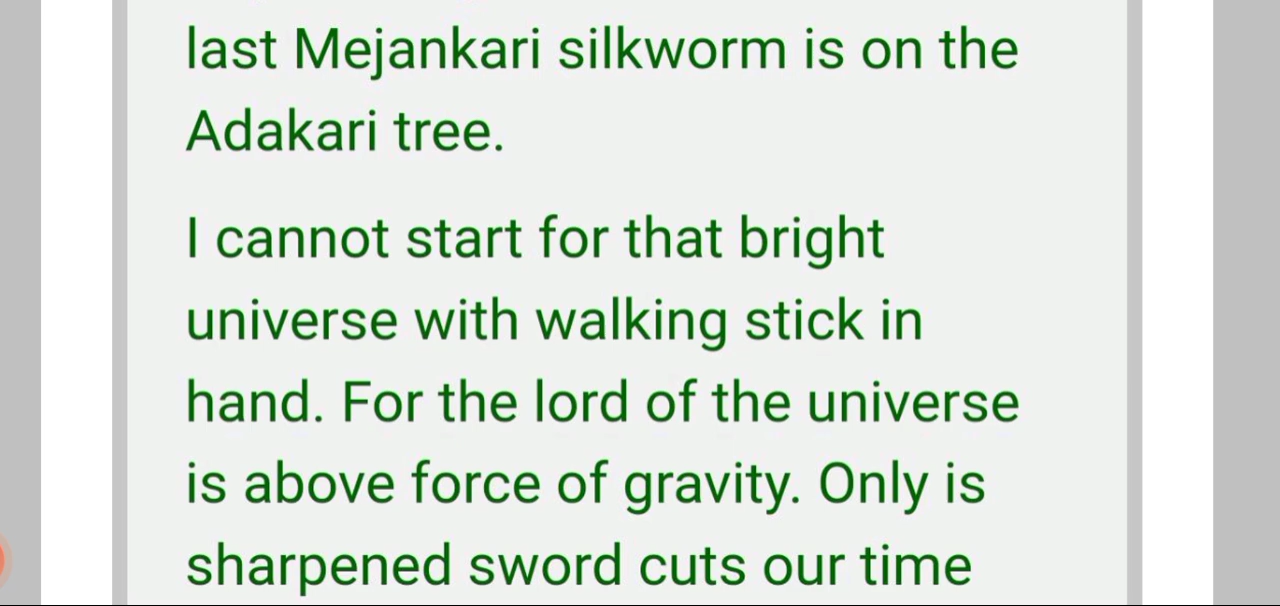 last Mejankari silkworm is on the
Adakari tree.
I cannot start for that bright
universe with walking stick in
hand. For the lord of the universe
is above force of gravity. Only is
sharpened sword cuts our time